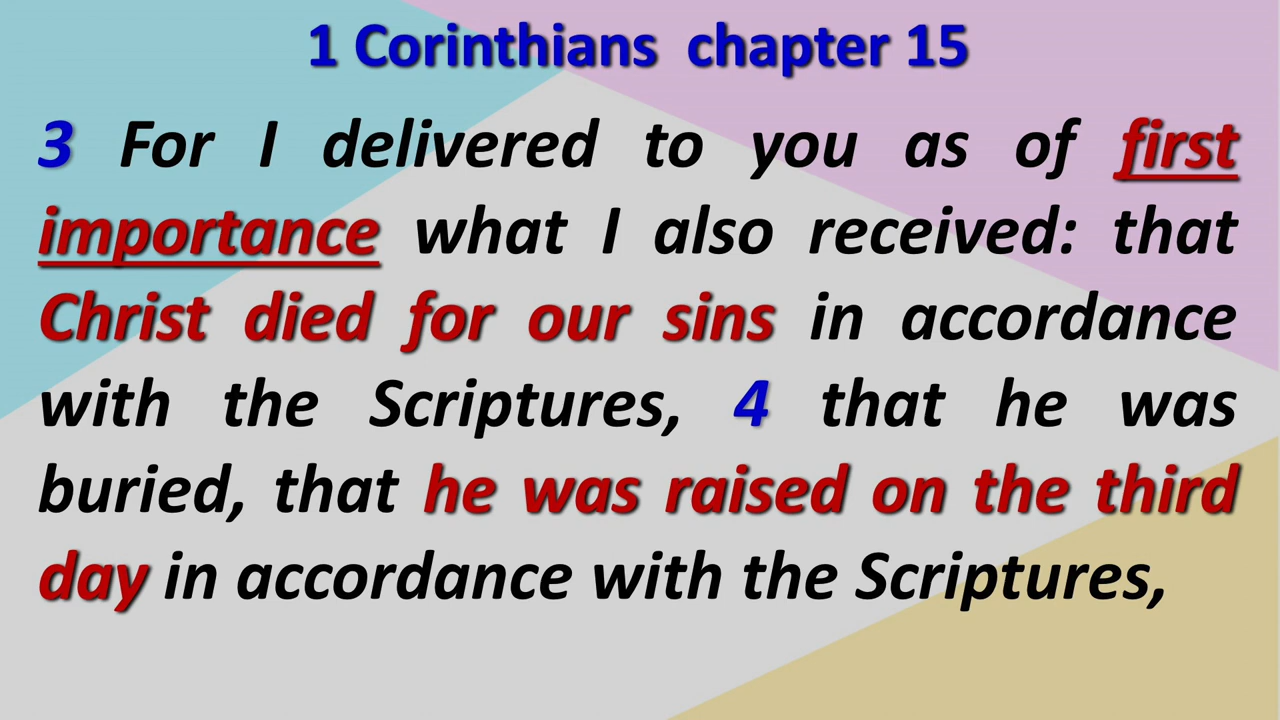 1 Corinthians chapter 15
3 For I delivered to you as of first
importance what I also received: that
Christ died for our sins in accordance
with the Scriptures, 4 that he was
buried, that he was raised on the third
day in accordance with the Scriptures,